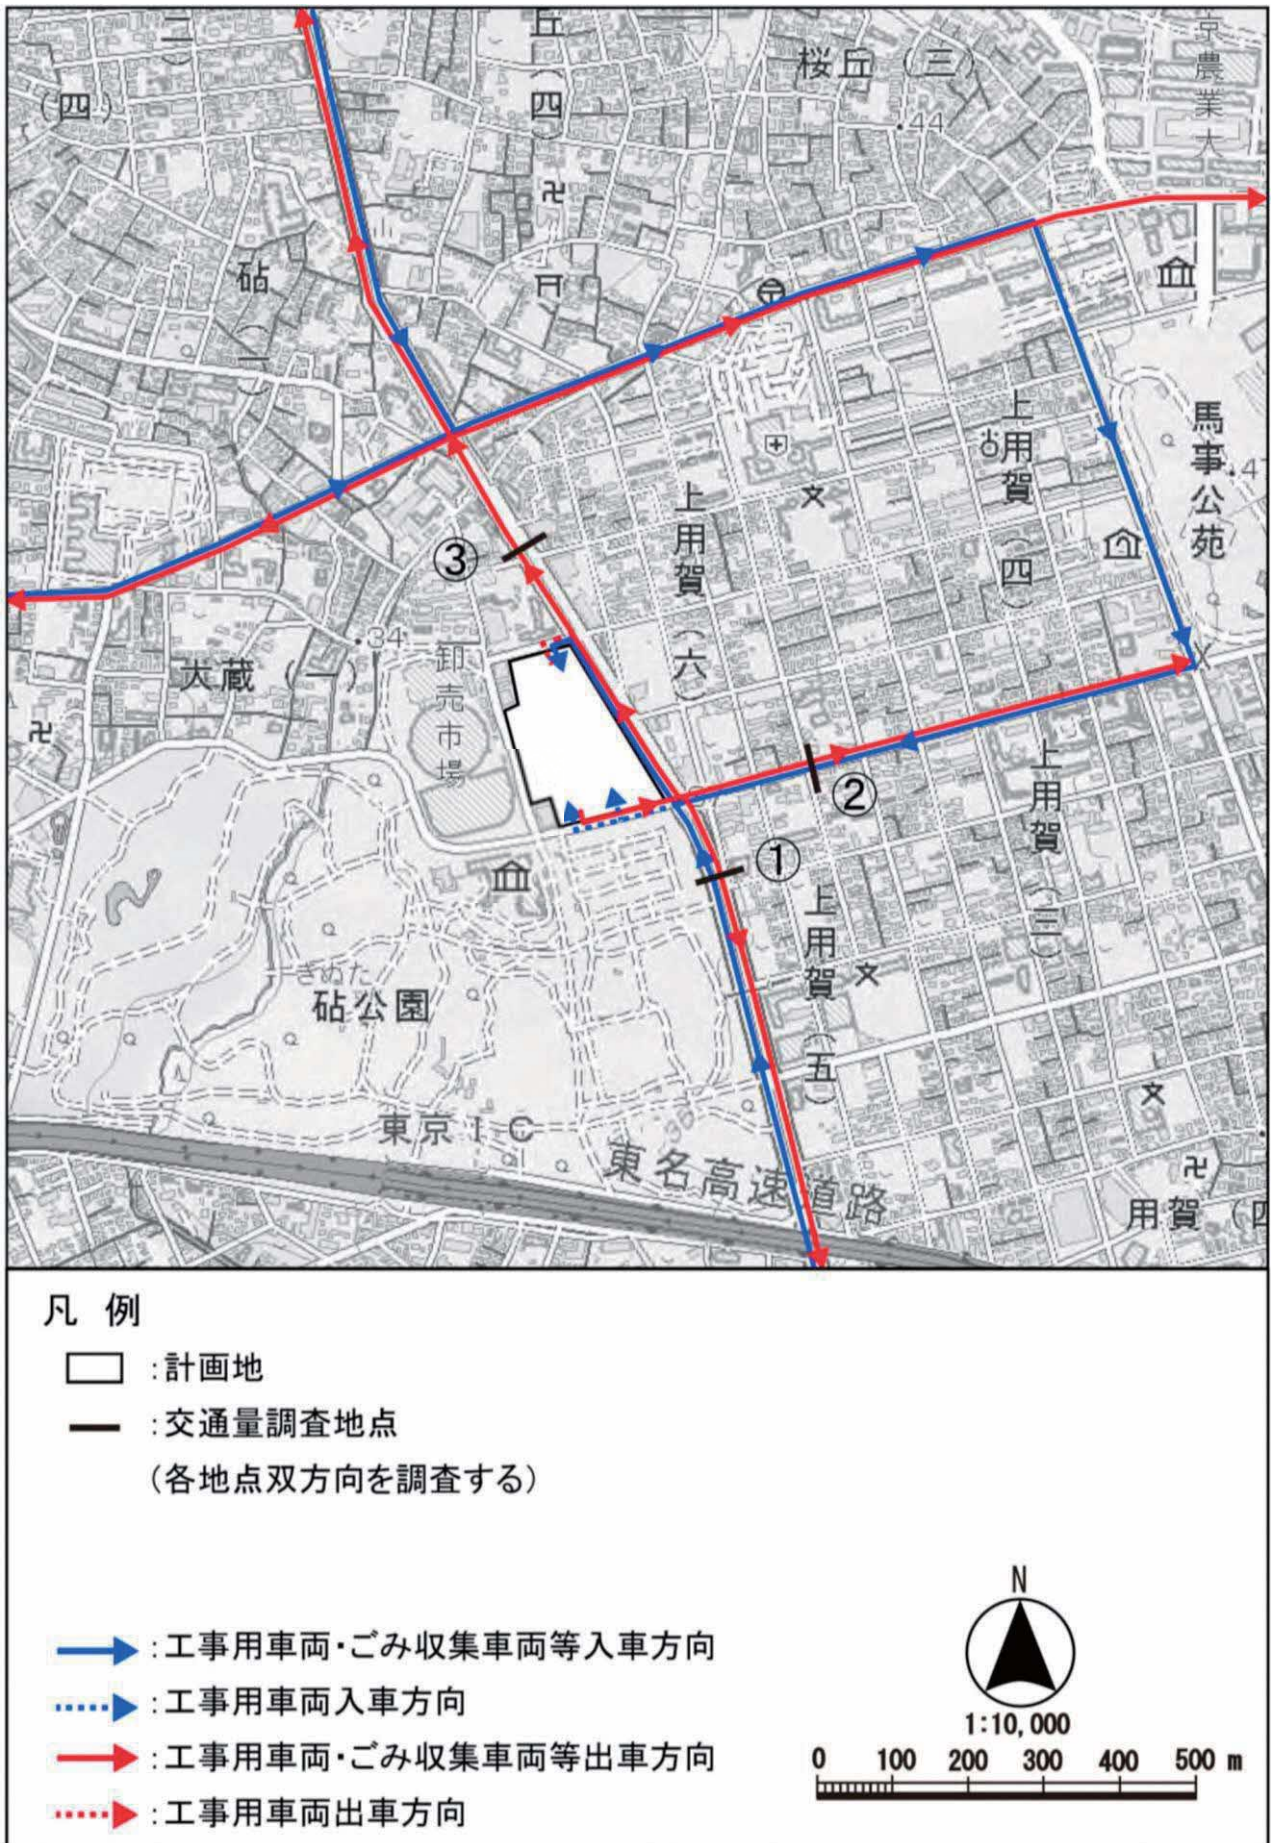 (四)
丘(四)
桜丘(三)
京農業大
.44
砧(一)
上用賀(四)
馬事公苑
上用賀(六)
③
.34
大蔵(一)
卸売市場
②
上用賀(三)
①
上用賀(五)
きぬた
砧公園
東京IC
東名高速道路
用賀(四
凡 例
:計画地
:交通量調査地点
(各地点双方向を調査する)
:工事用車両・ごみ収集車両等入車方向
:工事用車両入車方向
:工事用車両・ごみ収集車両等出車方向
:工事用車両出車方向
N
1:10,000
0 100 200 300 400 500 m